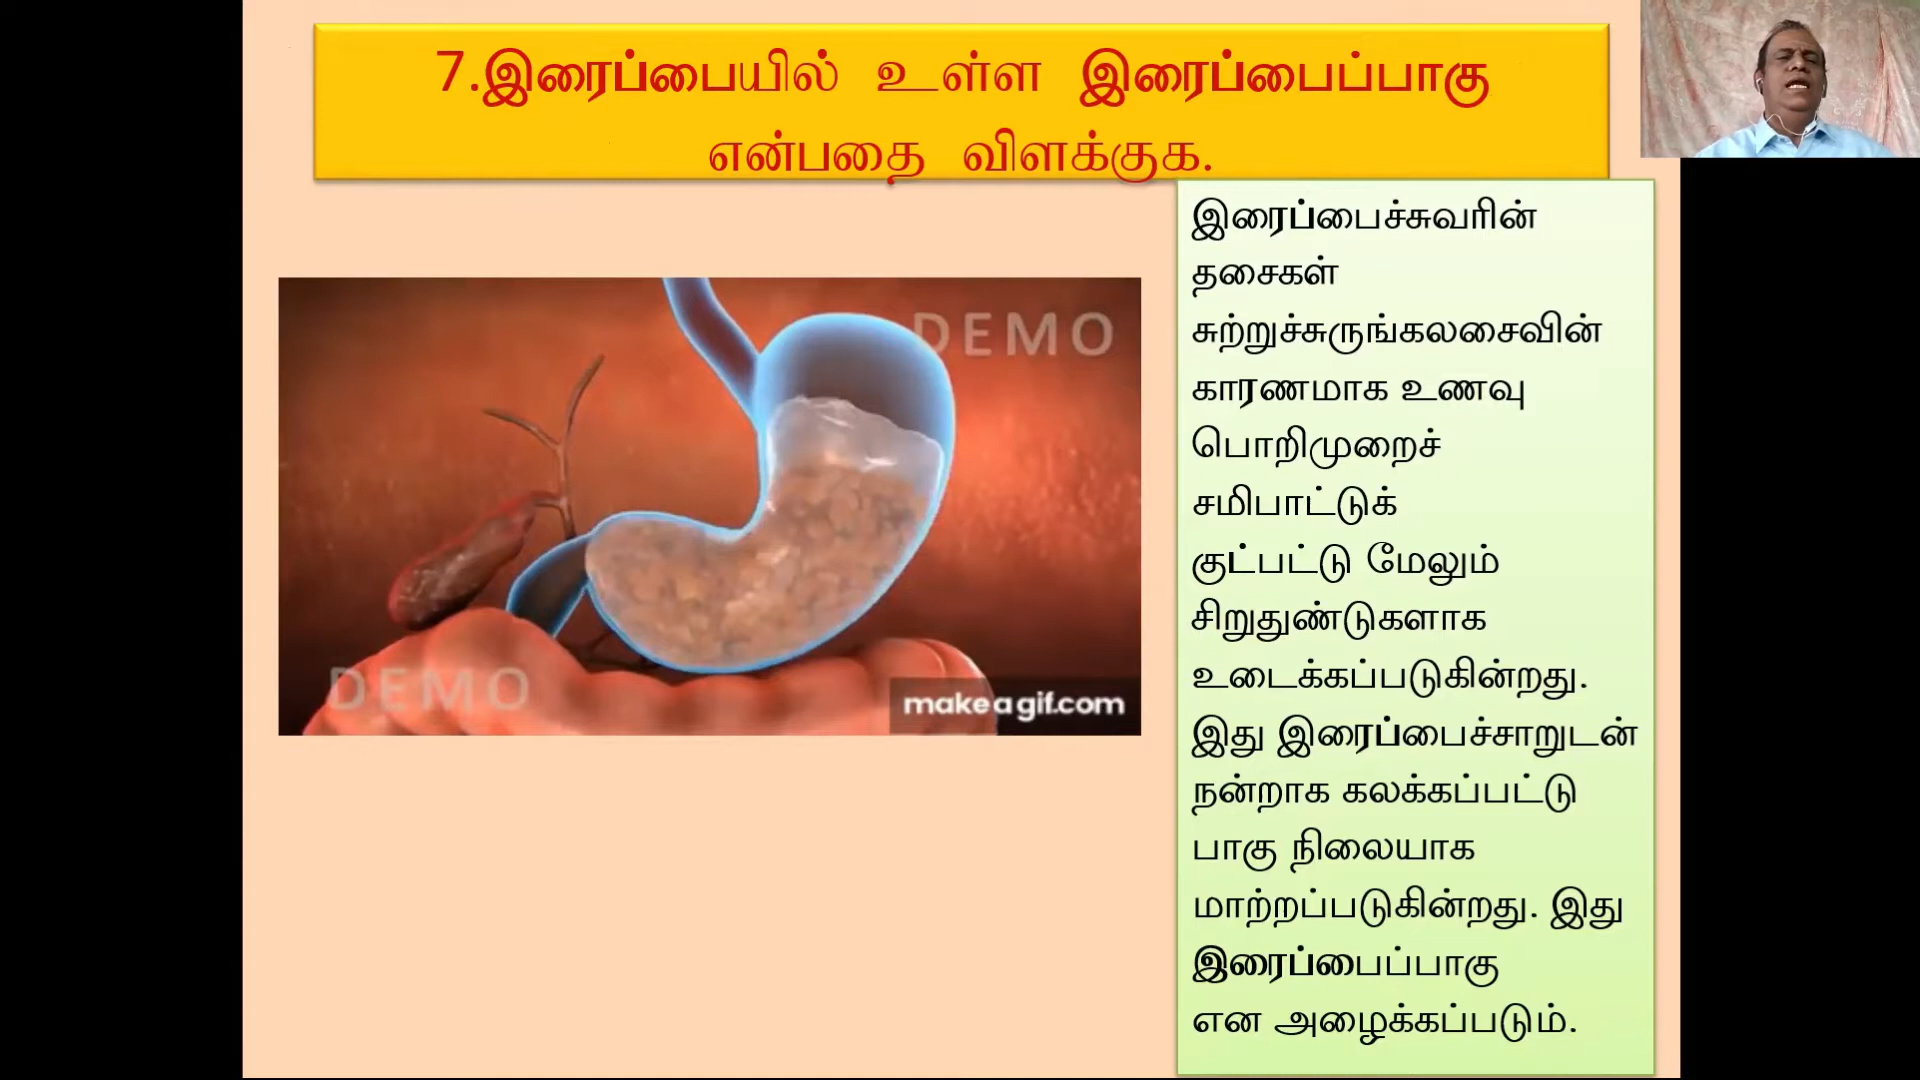 7.இரைப்பையில் உள்ள இரைப்பைப்பாகு
என்பதை விளக்குக.
இரைப்பைச்சுவரின்
தசைகள்
சுற்றுச்சுருங்கலசைவின்
காரணமாக உணவு
பொறிமுறைச்
சமிபாட்டுக்
குட்பட்டு மேலும்
சிறுதுண்டுகளாக
உடைக்கப்படுகின்றது.
இது இரைப்பைச்சாறுடன்
நன்றாக கலக்கப்பட்டு
பாகு நிலையாக
மாற்றப்படுகின்றது. இது
இரைப்பைப்பாகு
என அழைக்கப்படும்.
DEMO
DEMO
makeagif.com